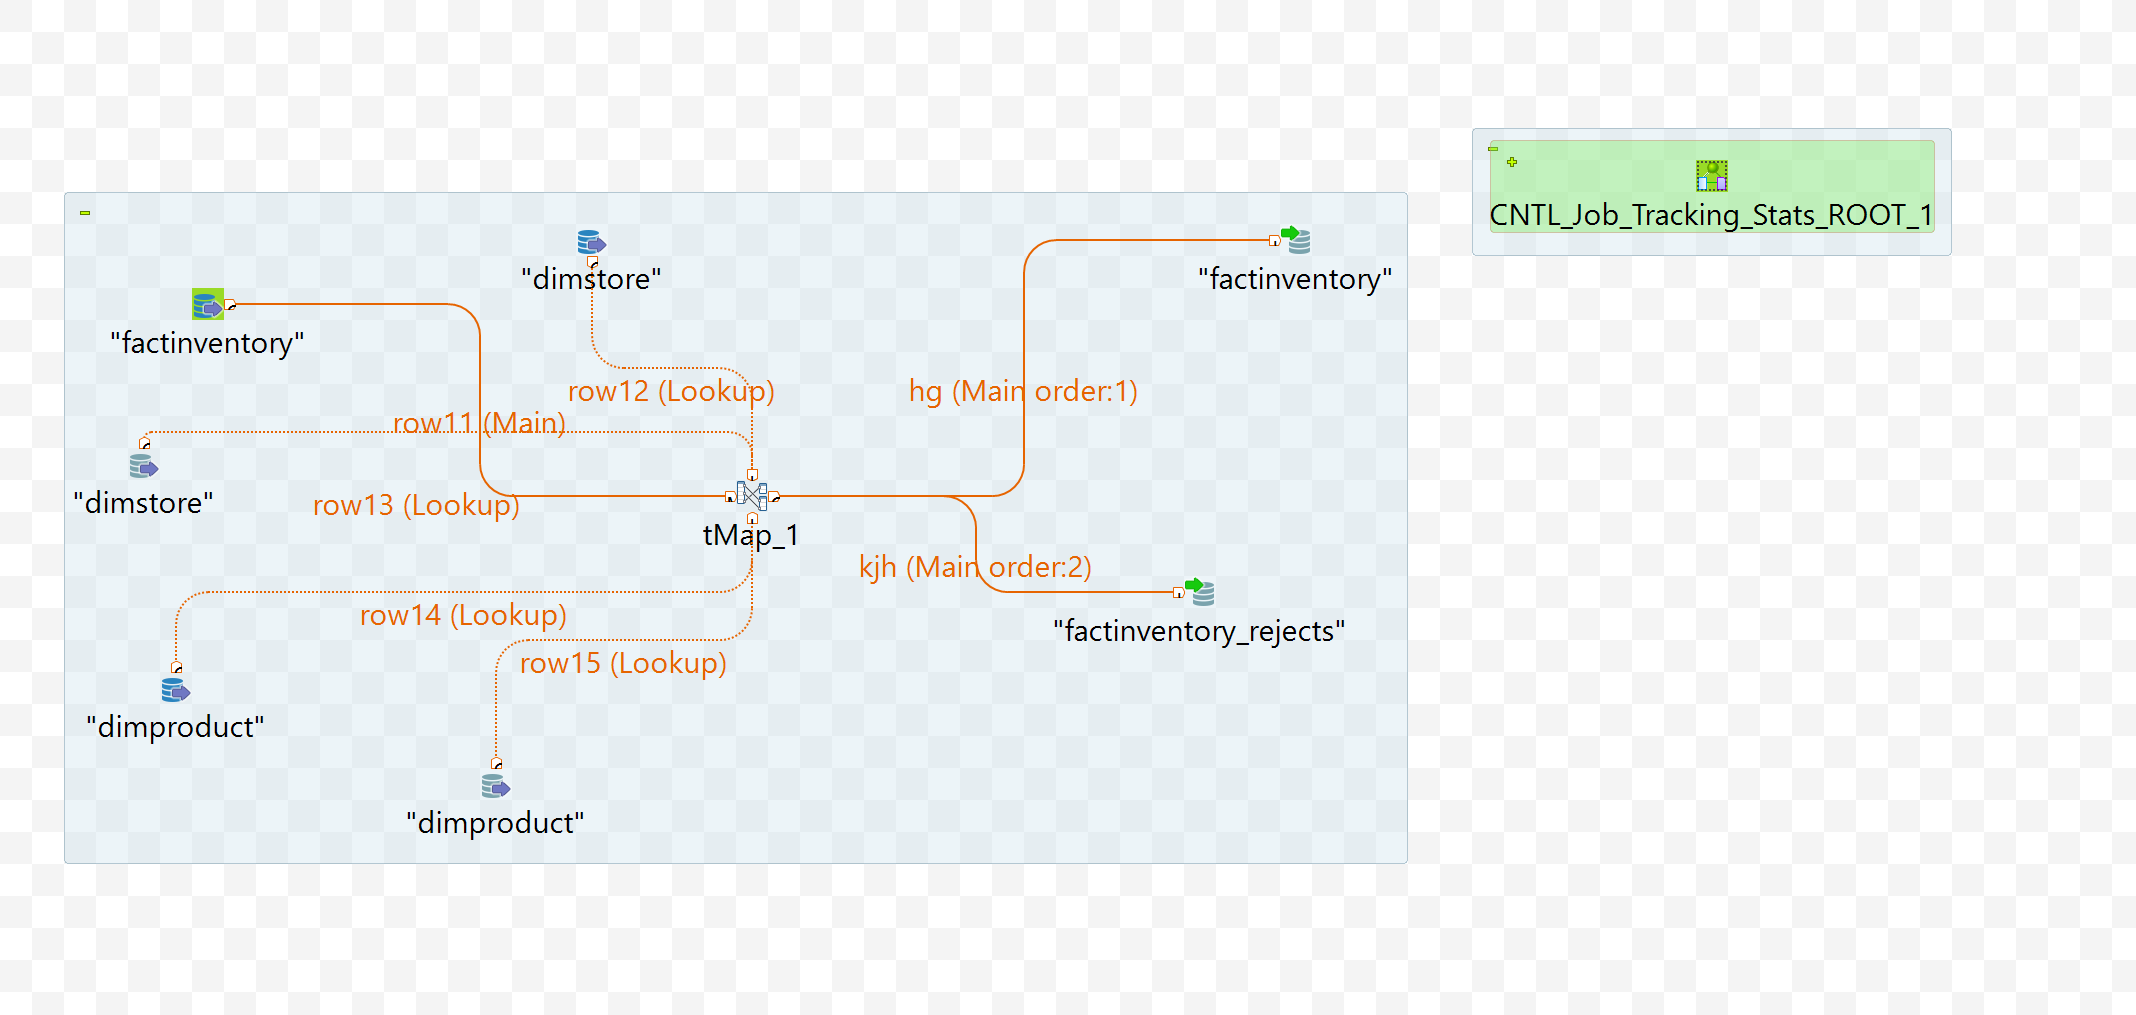 CNTL_Job_Tracking_Stats_ROOT_1
"dimstore"
"factinventory"
"factinventory"
row12 (Lookup)
hg (Main order:1)
row11 (Main)
"dimstore"
row13 (Lookup)
tMap_1
kjh (Main order:2)
row14 (Lookup)
"factinventory_rejects"
row15 (Lookup)
"dimproduct"
"dimproduct"